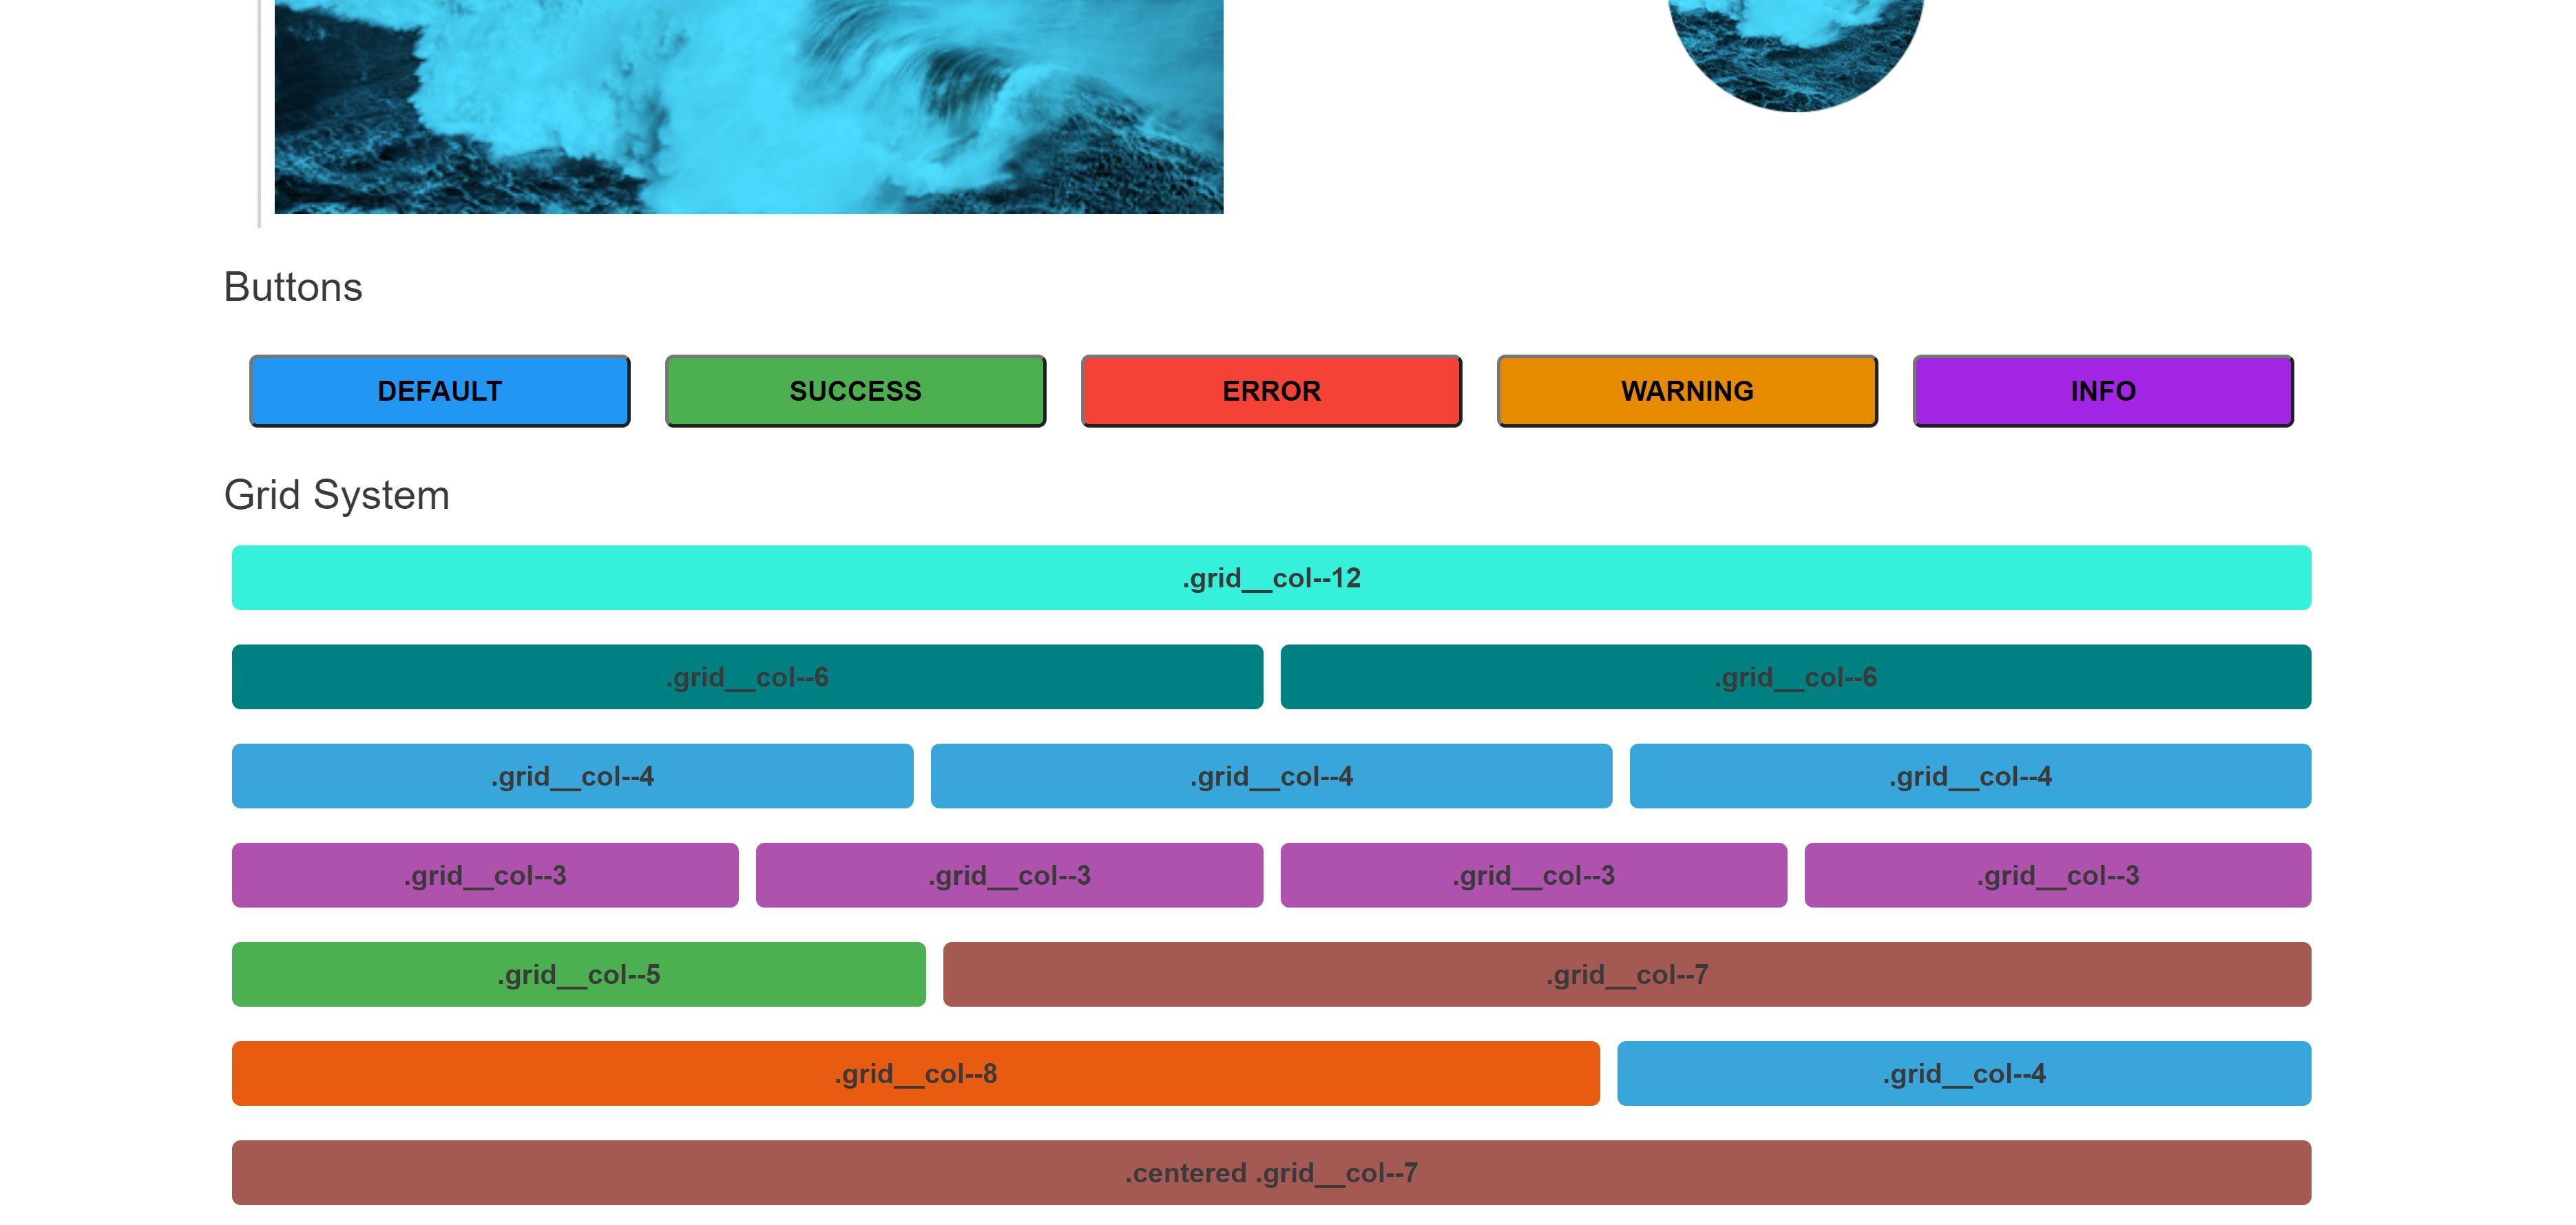 Buttons
DEFAULT SUCCESS ERROR WARNING INFO
Grid System
.grid__col--12
.grid__col--6 .grid__col--6
.grid__col--4 .grid__col--4 .grid__col--4
.grid__col--3 .grid__col--3 .grid__col--3 .grid__col--3
.grid__col--5 .grid__col--7
.grid__col--8 .grid__col--4
.centered .grid__col--7